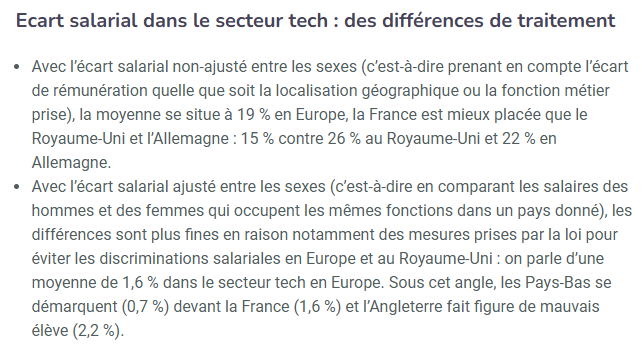 Ecart salarial dans le secteur tech : des différences de traitement
• Avec l’écart salarial non-ajusté entre les sexes (c’est-à-dire prenant en compte l’écart
de rémunération quelle que soit la localisation géographique ou la fonction métier
prise), la moyenne se situe à 19 % en Europe, la France est mieux placée que le
Royaume-Uni et l’Allemagne : 15 % contre 26 % au Royaume-Uni et 22 % en
Allemagne.
• Avec l’écart salarial ajusté entre les sexes (c’est-à-dire en comparant les salaires des
hommes et des femmes qui occupent les mêmes fonctions dans un pays donné), les
différences sont plus fines en raison notamment des mesures prises par la loi pour
éviter les discriminations salariales en Europe et au Royaume-Uni : on parle d’une
moyenne de 1,6 % dans le secteur tech en Europe. Sous cet angle, les Pays-Bas se
démarquent (0,7 %) devant la France (1,6 %) et l’Angleterre fait figure de mauvais
élève (2,2 %).